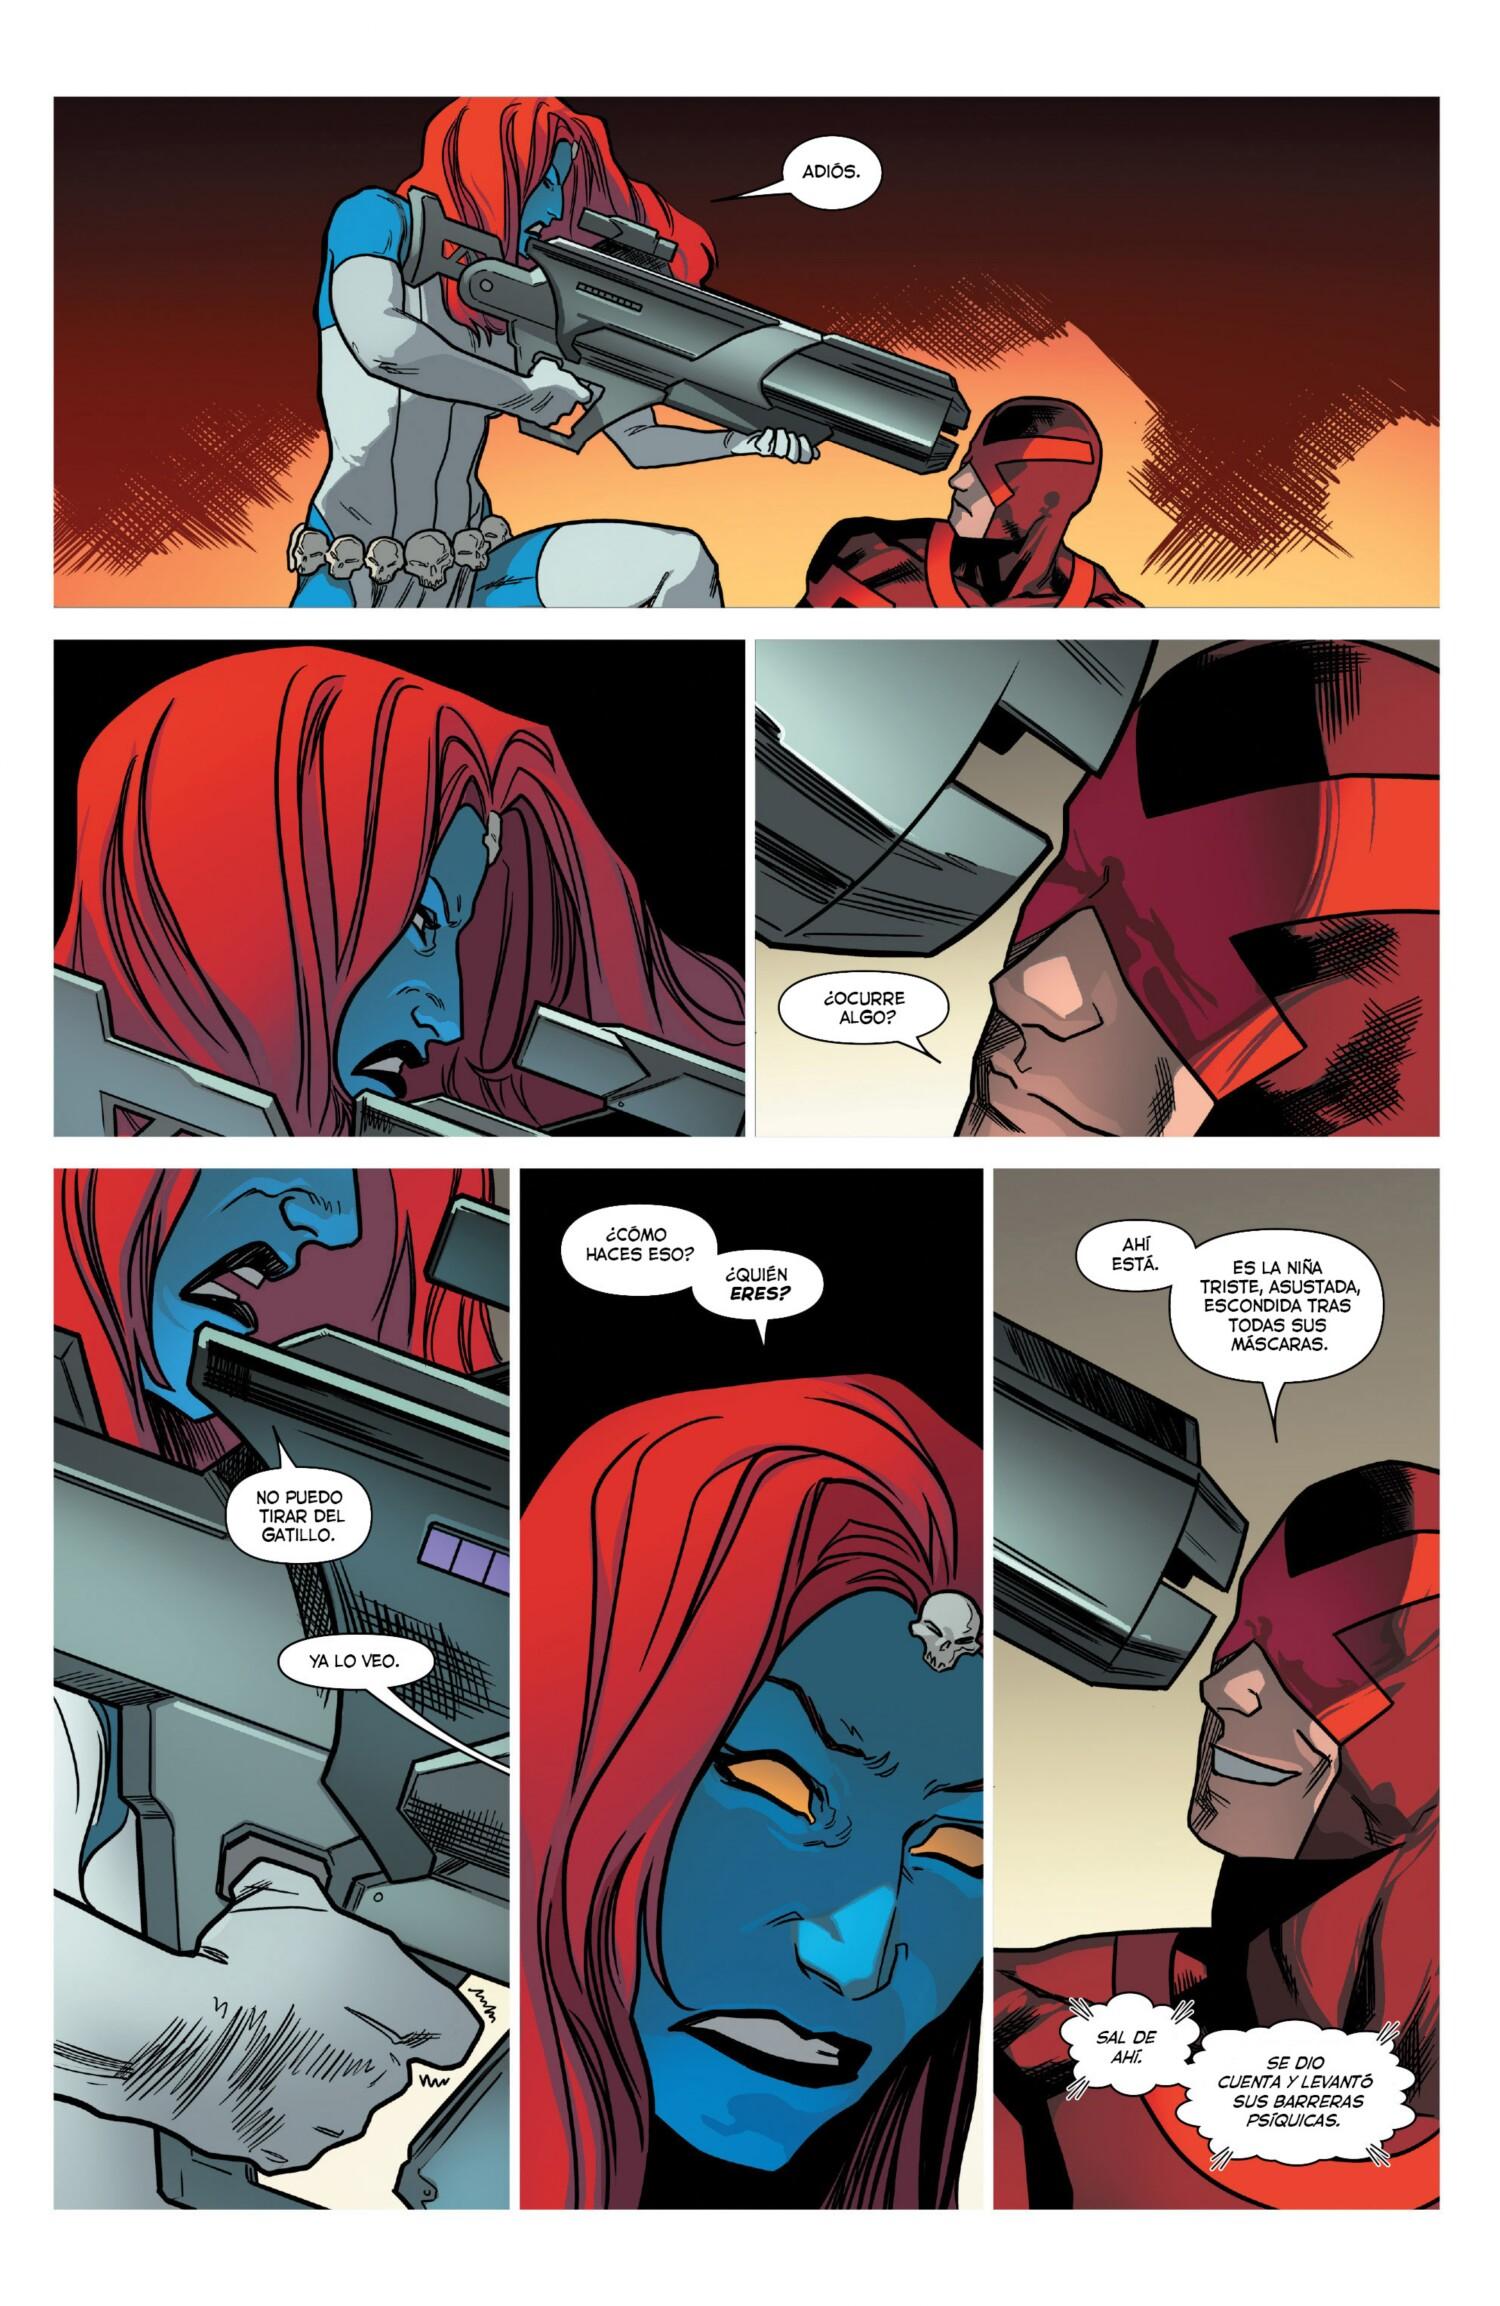 ADIÓS.
¿OCURRE
ALGO?
NO PUEDO
TIRAR DEL
GATILLO.
YA LO VEO.
¿CÓMO
HACES ESO?
¿QUIÉN
ERES?
AHÍ
ESTÁ.
ES LA NIÑA
TRISTE, ASUSTADA,
ESCONDIDA TRAS
TODAS SUS
MÁSCARAS.
SAL DE
AHÍ.
SE DIO
CUENTA Y LEVANTÓ
SUS BARRERAS
PSÍQUICAS.